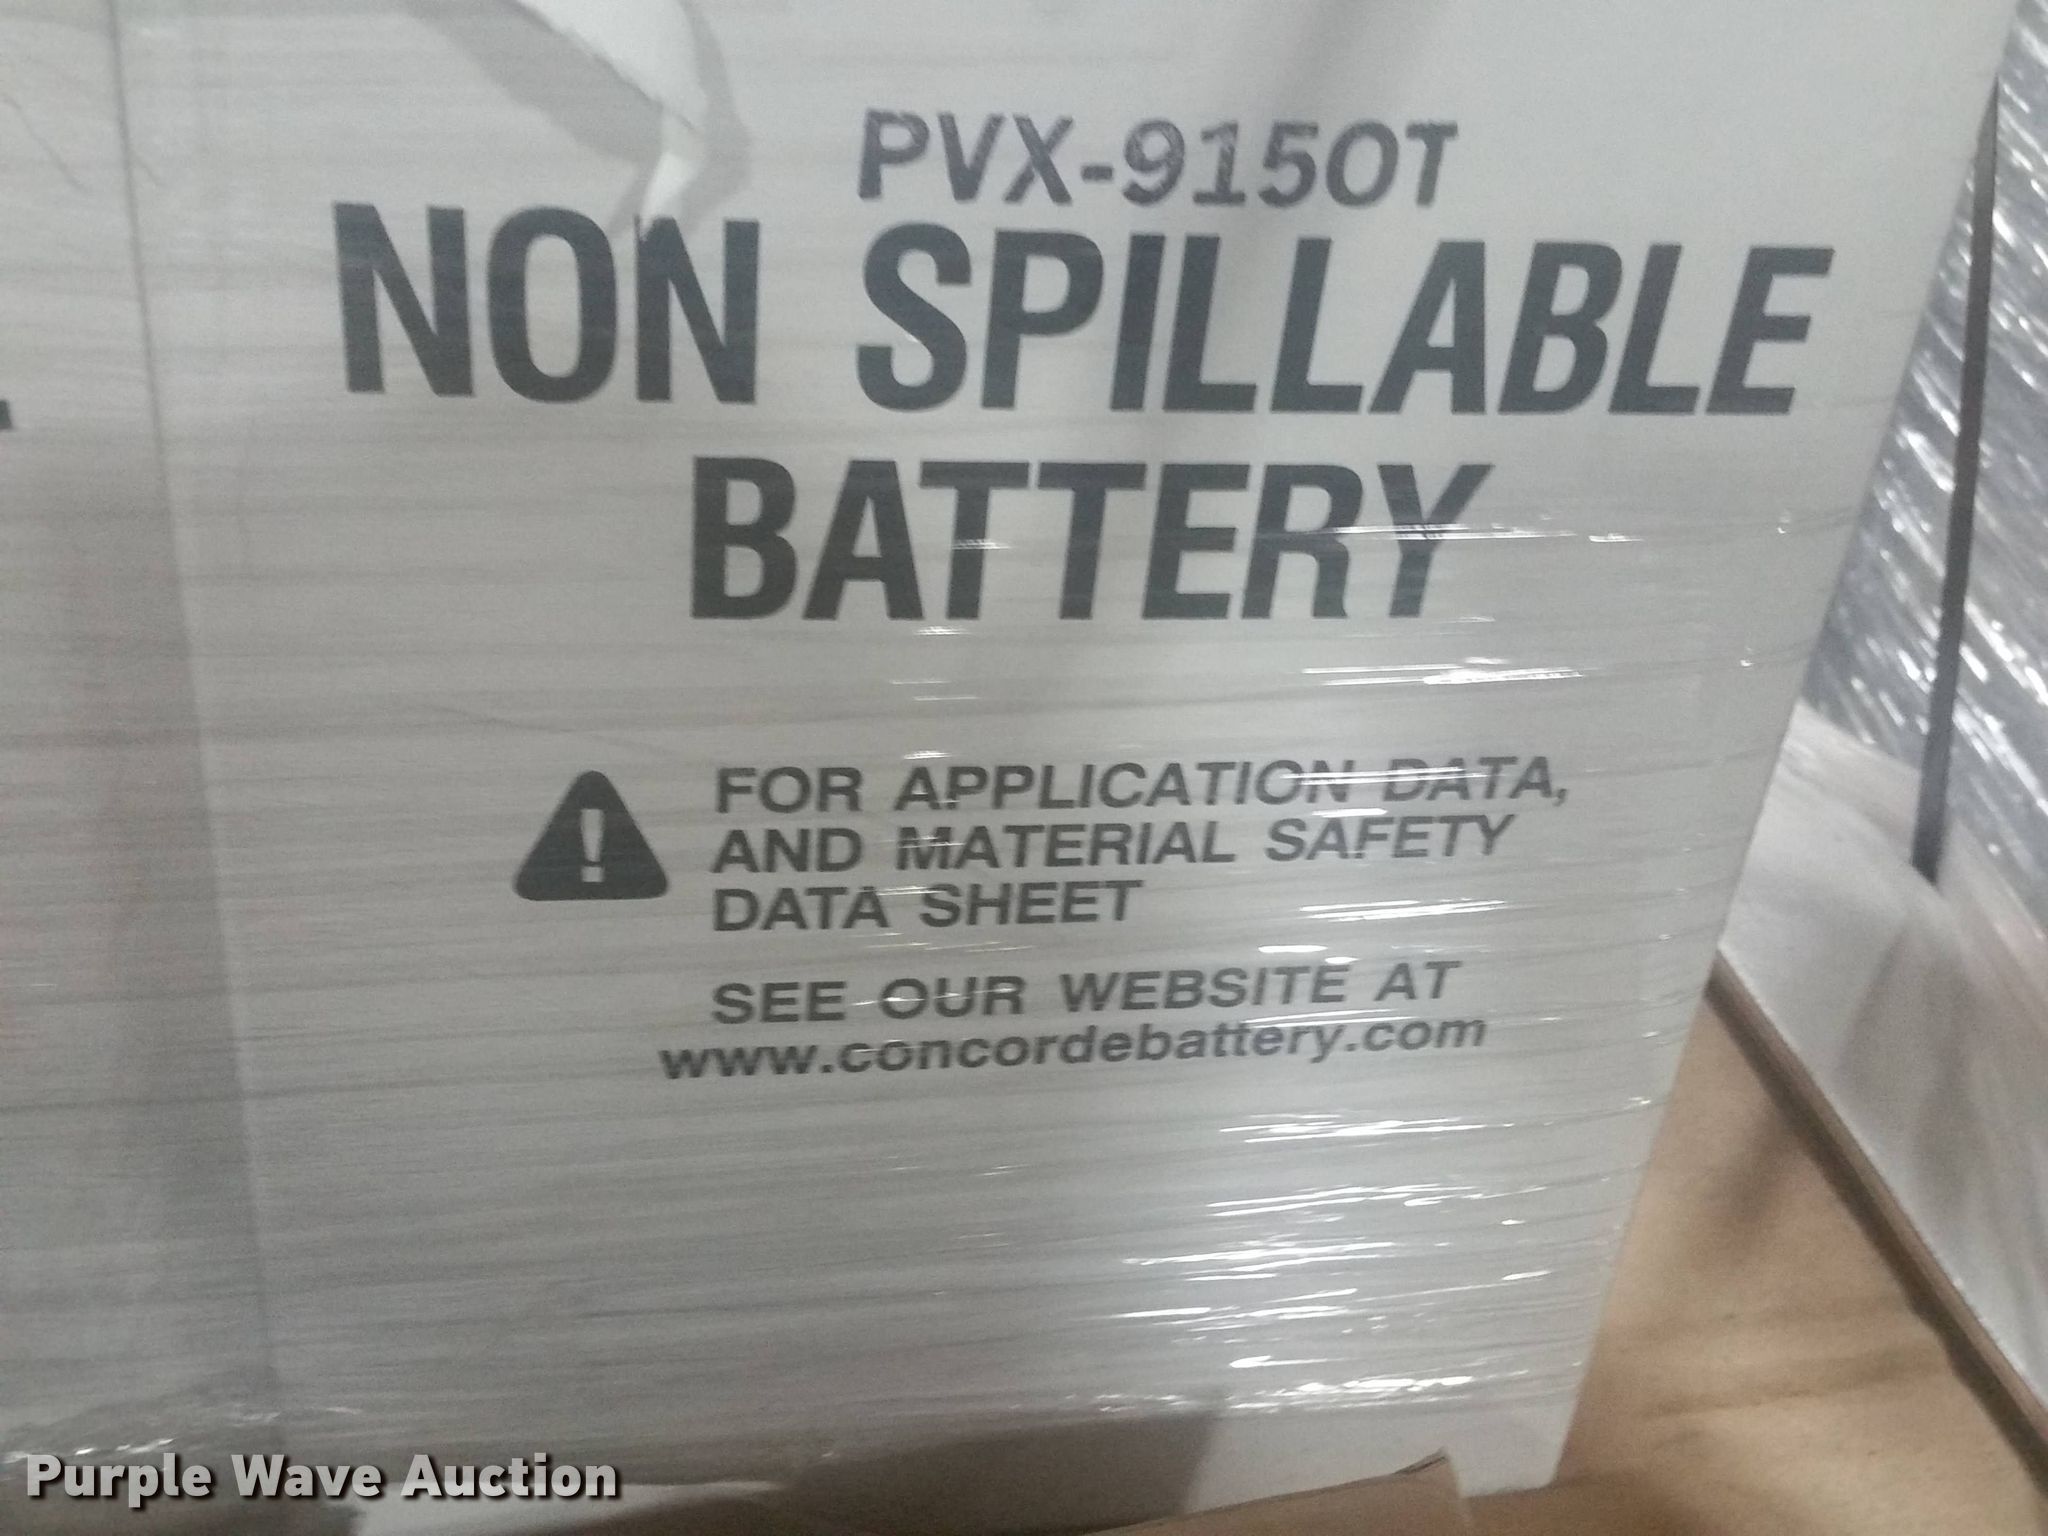 PVX-9150T
NON SPILLABLE
BATTERY
! FOR APPLICATION DATA,
AND MATERIAL SAFETY
DATA SHEET
SEE OUR WEBSITE AT
www.concordebattery.com
Purple Wave Auction